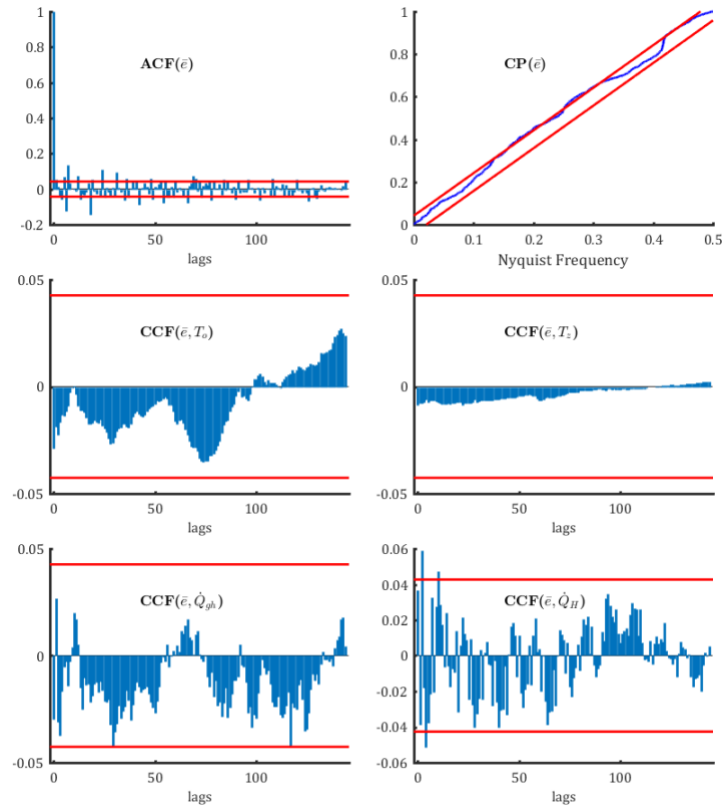 1
0.8
0.6
0.4
0.2
0
-0.2
ACF(ē)
0 50 100
lags
1
0.8
0.6
0.4
0.2
0
CP(ē)
0 0.1 0.2 0.3 0.4 0.5
Nyquist Frequency
0.05
0
-0.05
CCF(ē, T_o)
0 50 100
lags
0.05
0
-0.05
CCF(ē, T_z)
0 50 100
lags
0.05
0
-0.05
CCF(ē, Q̇_gh)
0 50 100
lags
0.06
0.04
0.02
0
-0.02
-0.04
-0.06
CCF(ē, Q̇_H)
0 50 100
lags